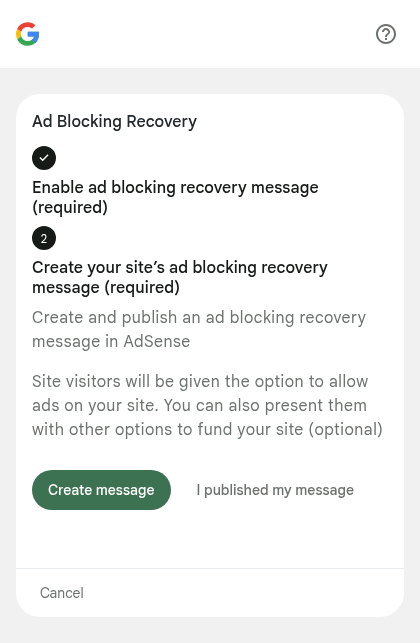 Ad Blocking Recovery
Enable ad blocking recovery message
(required)
2
Create your site's ad blocking recovery
message (required)
Create and publish an ad blocking recovery
message in AdSense
Site visitors will be given the option to allow
ads on your site. You can also present them
with other options to fund your site (optional)
Create message
I published my message
Cancel